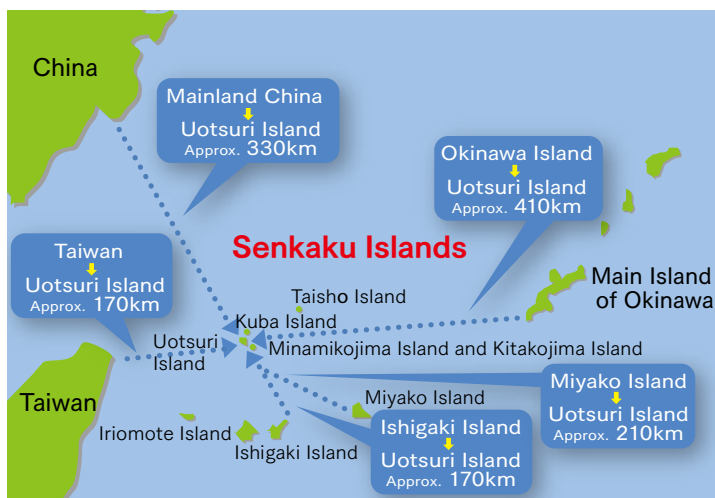 China
Mainland China
Uotsuri Island
Approx. 330km
Okinawa Island
Uotsuri Island
Approx. 410km
Senkaku Islands
Taiwan
Uotsuri Island
Approx. 170km
Main Island
of Okinawa
Taisho Island
Kuba Island
Uotsuri
Island
Minamikojima Island and Kitakojima Island
Taiwan
Miyako Island
Miyako Island
Uotsuri Island
Approx. 210km
Iriomote Island
Ishigaki Island
Ishigaki Island
Uotsuri Island
Approx. 170km